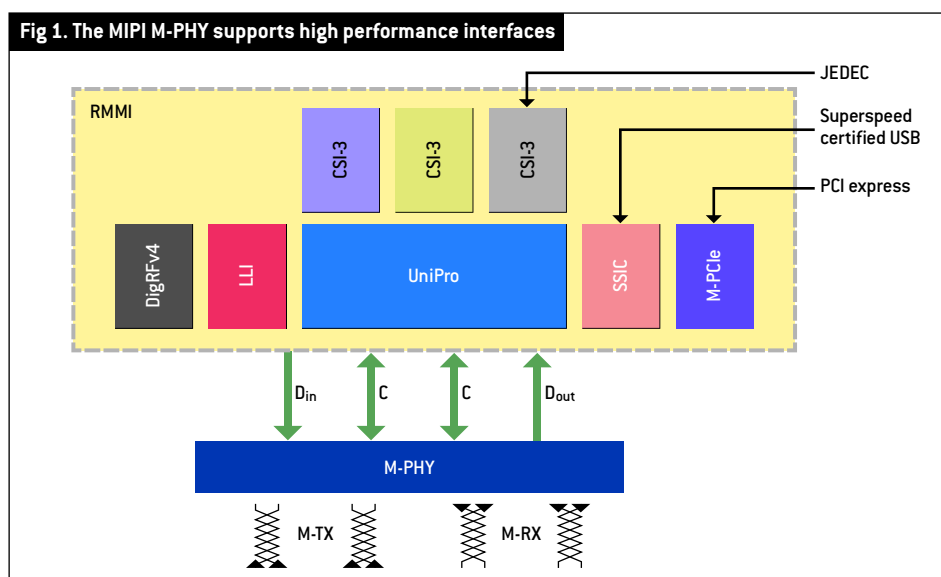 Fig 1. The MIPI M-PHY supports high performance interfaces
JEDEC
RMMI
Superspeed
certified USB
CSI-3
CSI-3
CSI-3
PCI express
DigRFv4
LLI
UniPro
SSIC
M-PCIe
Din
C
C
Dout
M-PHY
M-TX
M-RX